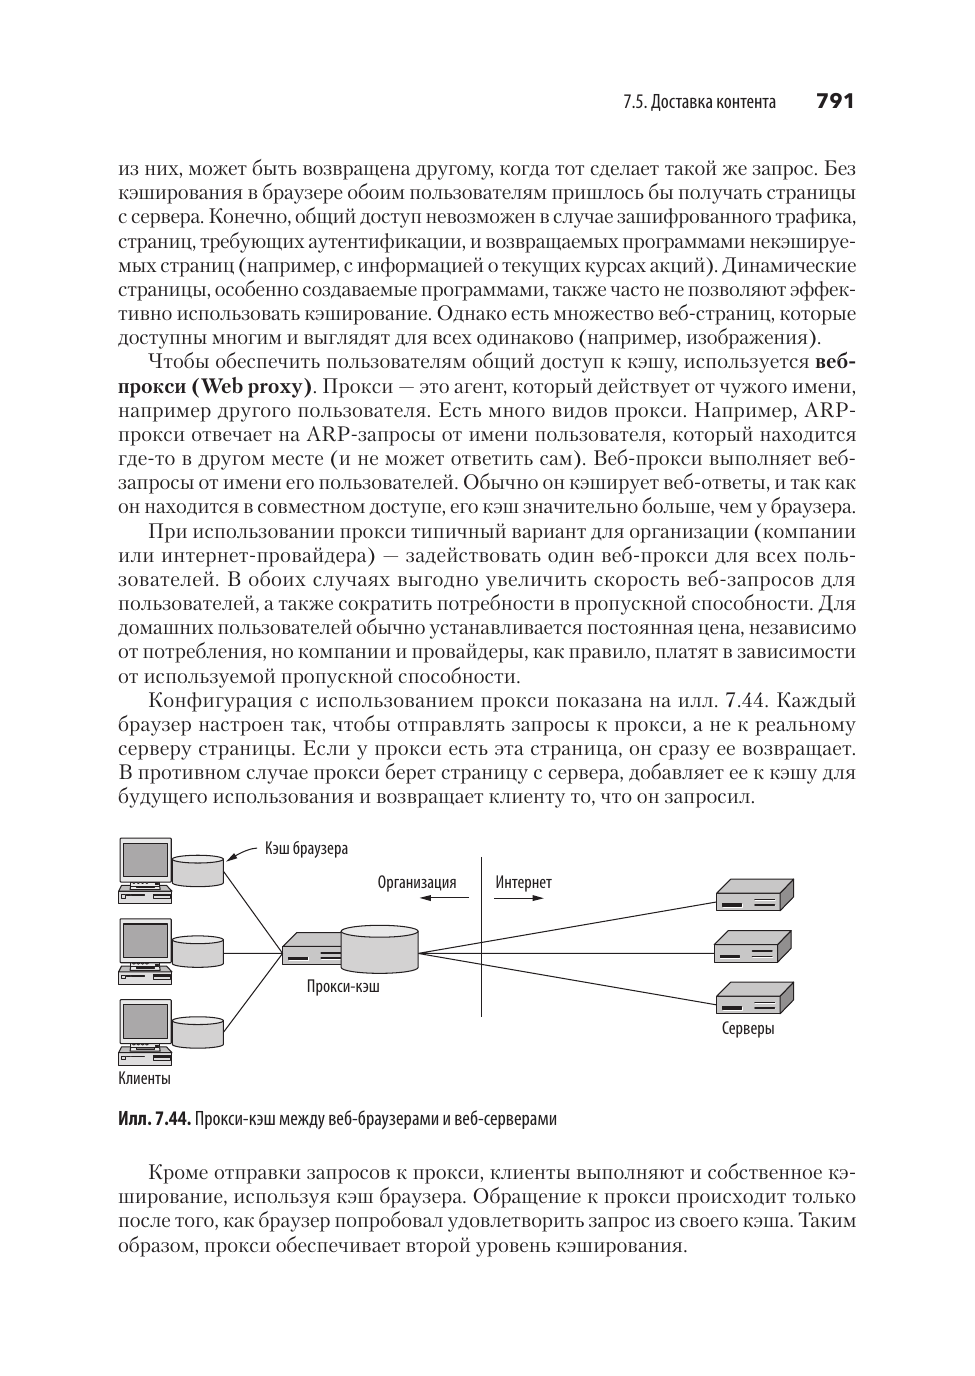 7.5. Доставка контента 791
из них, может быть возвращена другому, когда тот сделает такой же запрос. Без
кэширования в браузере обоим пользователям пришлось бы получать страницы
с сервера. Конечно, общий доступ невозможен в случае зашифрованного трафика,
страниц, требующих аутентификации, и возвращаемых программами некэшируе-
мых страниц (например, с информацией о текущих курсах акций). Динамические
страницы, особенно создаваемые программами, также часто не позволяют эффек-
тивно использовать кэширование. Однако есть множество веб-страниц, которые
доступны многим и выглядят для всех одинаково (например, изображения).
Чтобы обеспечить пользователям общий доступ к кэшу, используется веб-
прокси (Web proxy). Прокси — это агент, который действует от чужого имени,
например другого пользователя. Есть много видов прокси. Например, ARP-
прокси отвечает на ARP-запросы от имени пользователя, который находится
где-то в другом месте (и не может ответить сам). Веб-прокси выполняет веб-
запросы от имени его пользователей. Обычно он кэширует веб-ответы, и так как
он находится в совместном доступе, его кэш значительно больше, чем у браузера.
При использовании прокси типичный вариант для организации (компании
или интернет-провайдера) — задействовать один веб-прокси для всех поль-
зователей. В обоих случаях выгодно увеличить скорость веб-запросов для
пользователей, а также сократить потребности в пропускной способности. Для
домашних пользователей обычно устанавливается постоянная цена, независимо
от потребления, но компании и провайдеры, как правило, платят в зависимости
от используемой пропускной способности.
Конфигурация с использованием прокси показана на илл. 7.44. Каждый
браузер настроен так, чтобы отправлять запросы к прокси, а не к реальному
серверу страницы. Если у прокси есть эта страница, он сразу ее возвращает.
В противном случае прокси берет страницу с сервера, добавляет ее к кэшу для
будущего использования и возвращает клиенту то, что он запросил.
Кэш браузера
Организация Интернет
Прокси-кэш
Серверы
Клиенты
Илл. 7.44. Прокси-кэш между веб-браузерами и веб-серверами
Кроме отправки запросов к прокси, клиенты выполняют и собственное кэ-
ширование, используя кэш браузера. Обращение к прокси происходит только
после того, как браузер попробовал удовлетворить запрос из своего кэша. Таким
образом, прокси обеспечивает второй уровень кэширования.